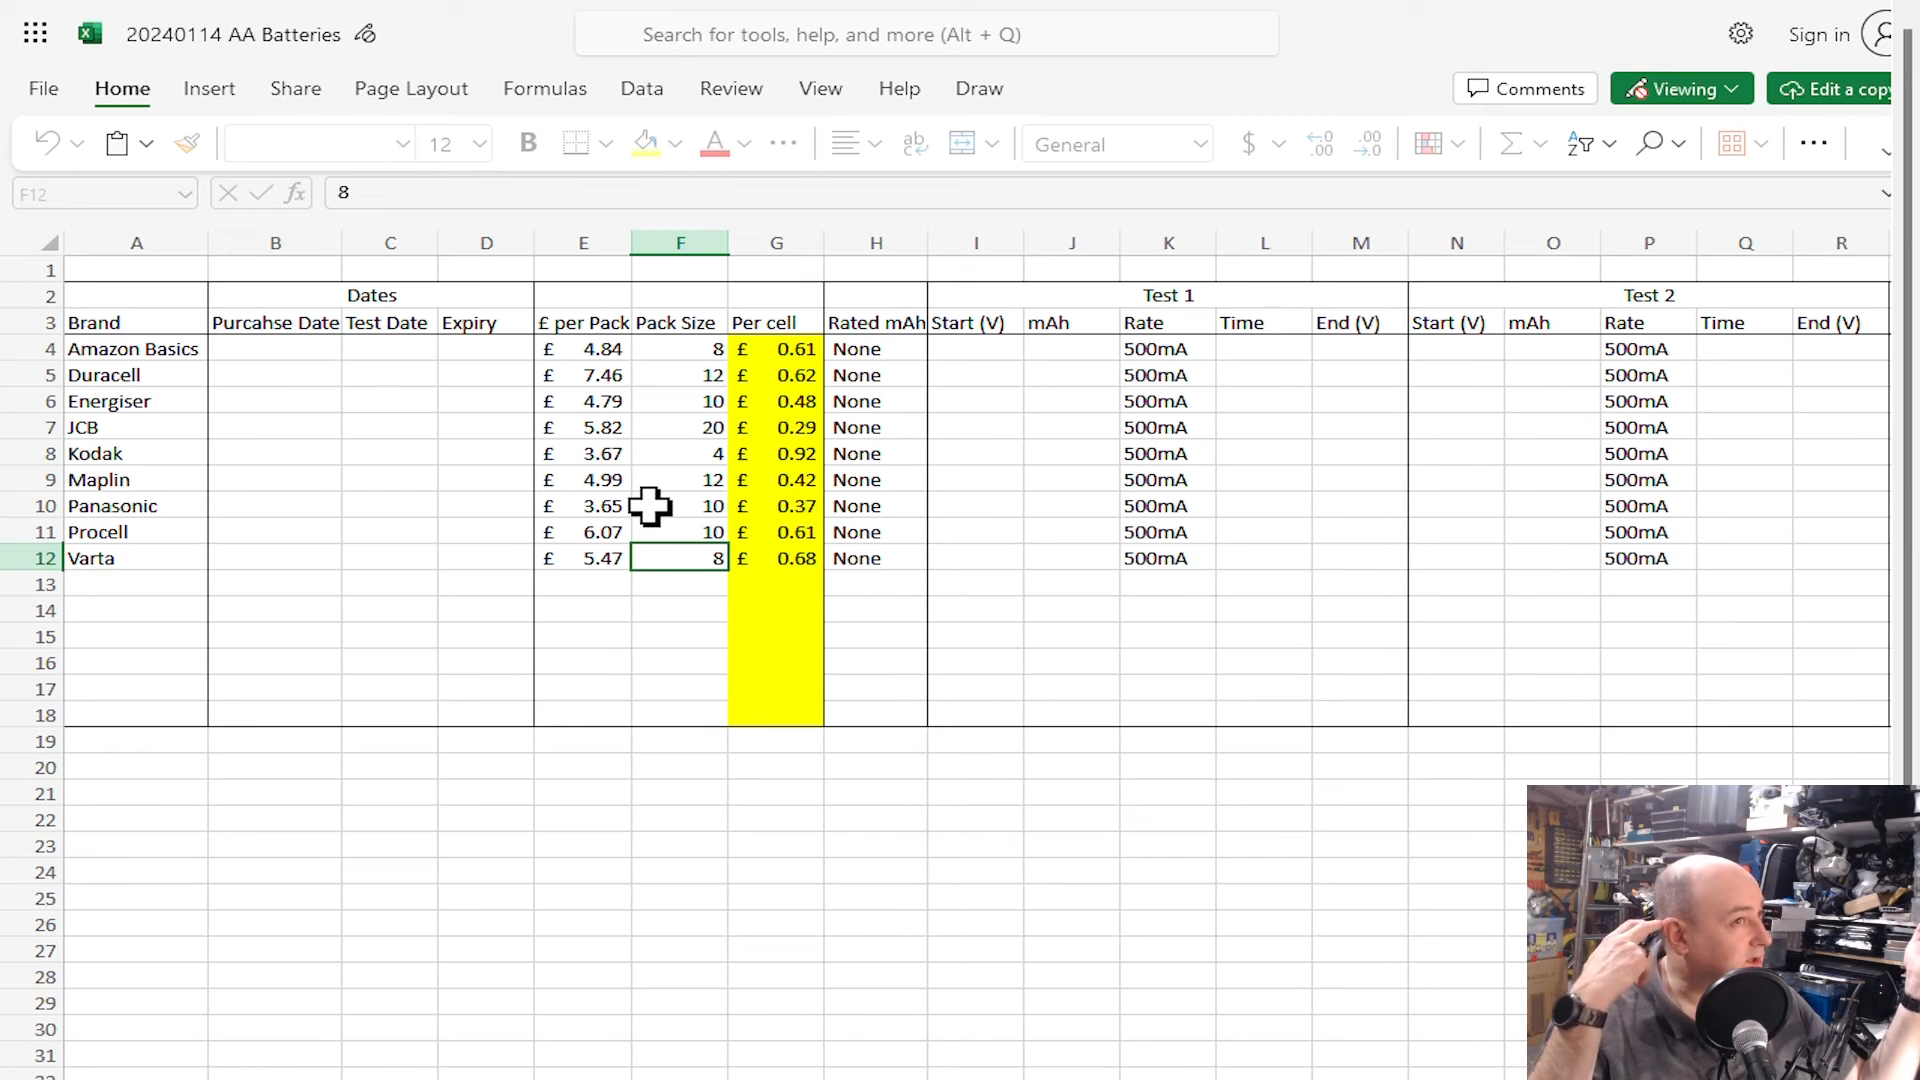 20240114 AA Batteries
Search for tools, help, and more (Alt + Q)
Sign in
File Home Insert Share Page Layout Formulas Data Review View Help Draw
Comments Viewing Edit a copy
12 B A ab General $ .00 .00
F12 fx 8
A B C D E F G H I J K L M N O P Q R
1
2 Dates Test 1 Test 2
3 Brand Purcahse Date Test Date Expiry £ per Pack Pack Size Per cell Rated mAh Start (V) mAh Rate Time End (V) Start (V) mAh Rate Time End (V)
4 Amazon Basics £ 4.84 8 £ 0.61 None 500mA 500mA
5 Duracell £ 7.46 12 £ 0.62 None 500mA 500mA
6 Energiser £ 4.79 10 £ 0.48 None 500mA 500mA
7 JCB £ 5.82 20 £ 0.29 None 500mA 500mA
8 Kodak £ 3.67 4 £ 0.92 None 500mA 500mA
9 Maplin £ 4.99 12 £ 0.42 None 500mA 500mA
10 Panasonic £ 3.65 10 £ 0.37 None 500mA 500mA
11 Procell £ 6.07 10 £ 0.61 None 500mA 500mA
12 Varta £ 5.47 8 £ 0.68 None 500mA 500mA
13
14
15
16
17
18
19
20
21
22
23
24
25
26
27
28
29
30
31